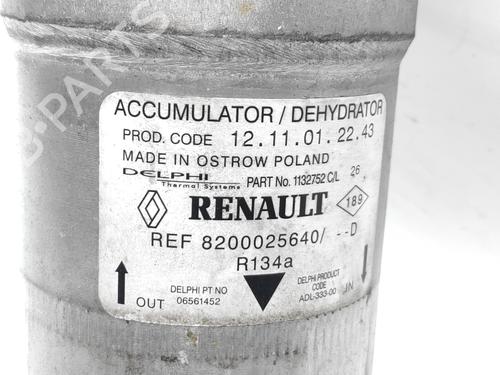 B-PARTS
ACCUMULATOR / DEHYDRATOR
PROD. CODE 12.11.01.22.43
MADE IN OSTROW POLAND
DELPHI
Thermal Systems
PART No. 1132752 C/L 26
RENAULT
189
REF 8200025640/ --D
R134a
OUT
DELPHI PT NO
06561452
DELPHI PRODUCT
CODE
ADL-333-00
IN